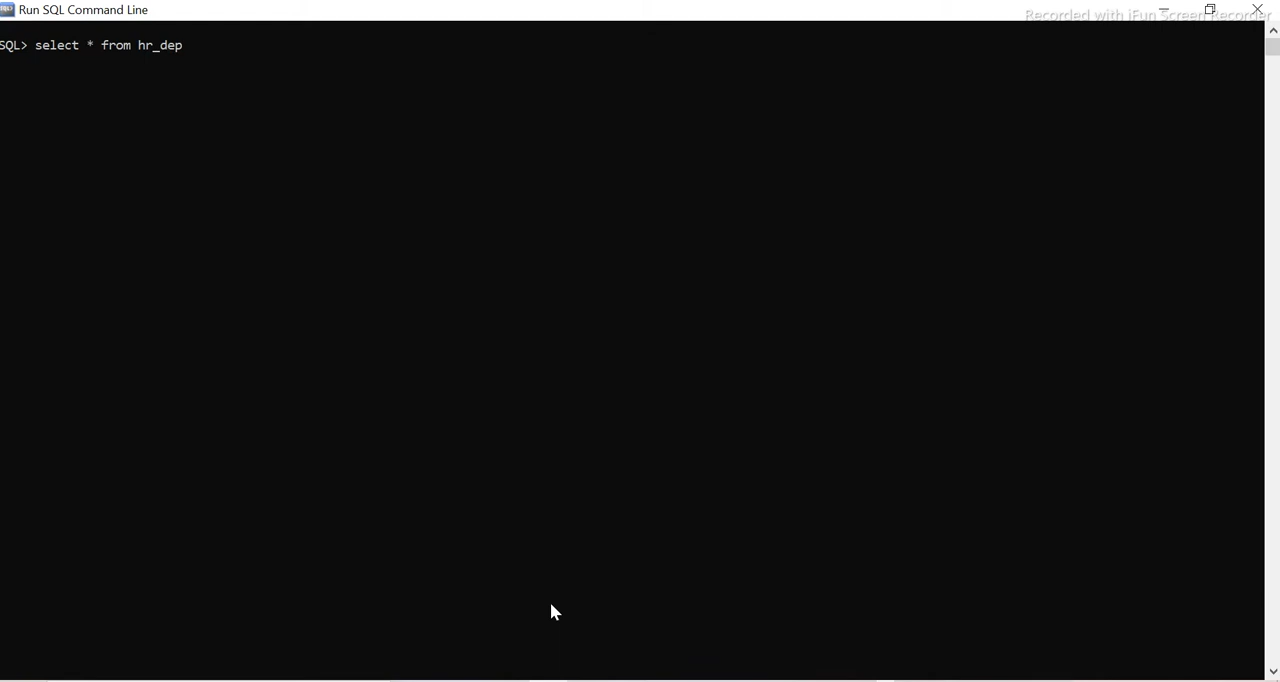 Run SQL Command Line
Recorded with iFun Screen Recorder
SQL> select * from hr_dep